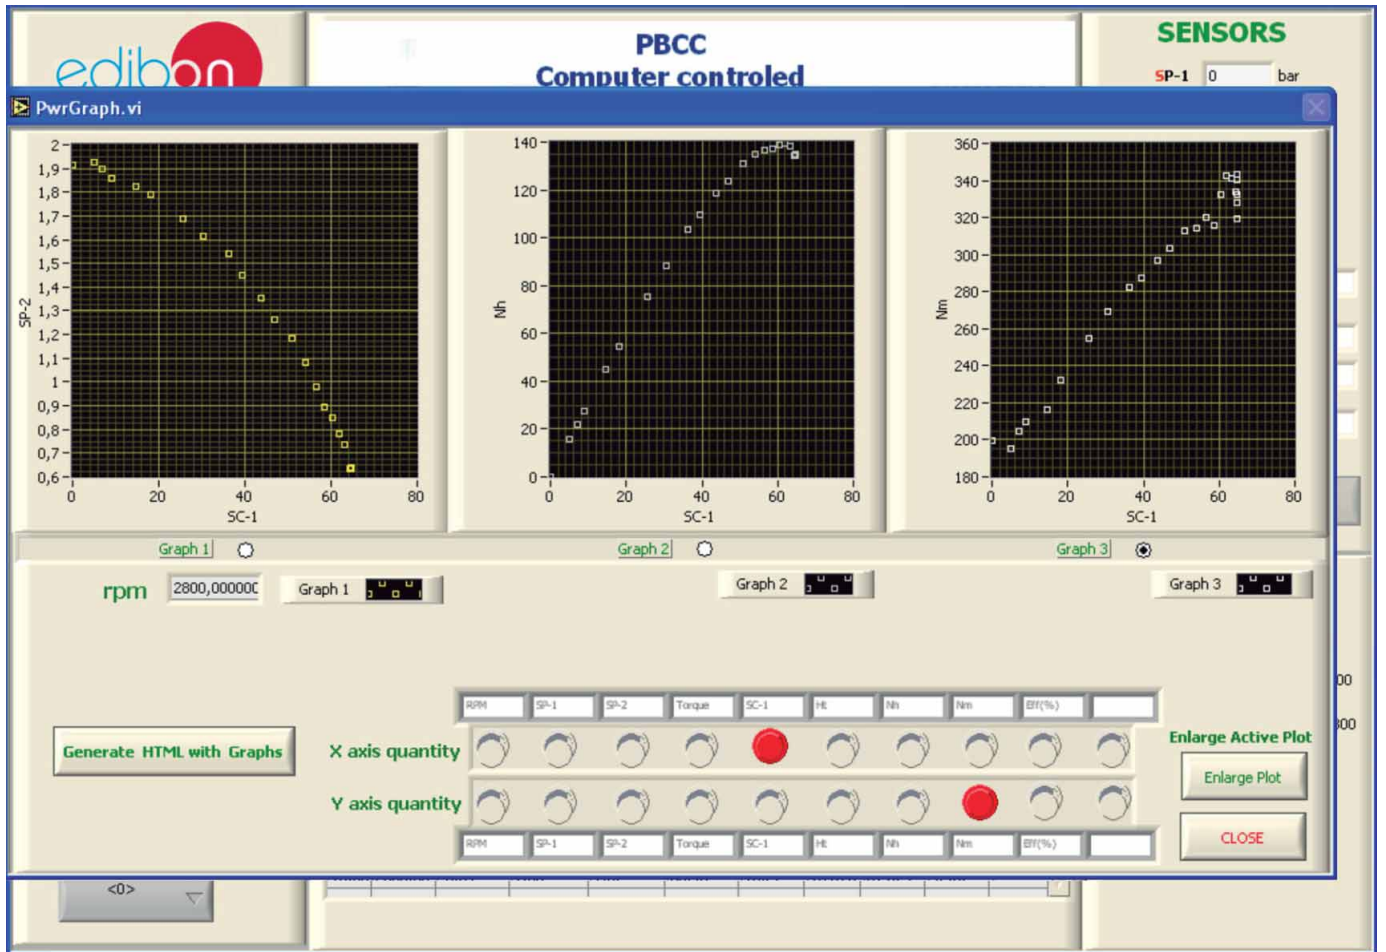 edibon
PBCC
Computer controled
SENSORS
SP-1 0 bar
PwrGraph.vi
2
1,9
1,8
1,7
1,6
1,5
1,4
1,3
1,2
1,1
1
0,9
0,8
0,7
0,6
SP-2
0 20 40 60 80
SC-1
140
120
100
80
60
40
20
0
Nh
0 20 40 60 80
SC-1
360
340
320
300
280
260
240
220
200
180
Nm
0 20 40 60 80
SC-1
Graph 1 Graph 2 Graph 3
rpm 2800,000000 Graph 1 Graph 2 Graph 3
RPM SP-1 SP-2 Torque SC-1 Ht Nh Nm Eff(%)
X axis quantity
Y axis quantity
RPM SP-1 SP-2 Torque SC-1 Ht Nh Nm Eff(%)
Generate HTML with Graphs
Enlarge Active Plot
Enlarge Plot
CLOSE
00
300
<0>